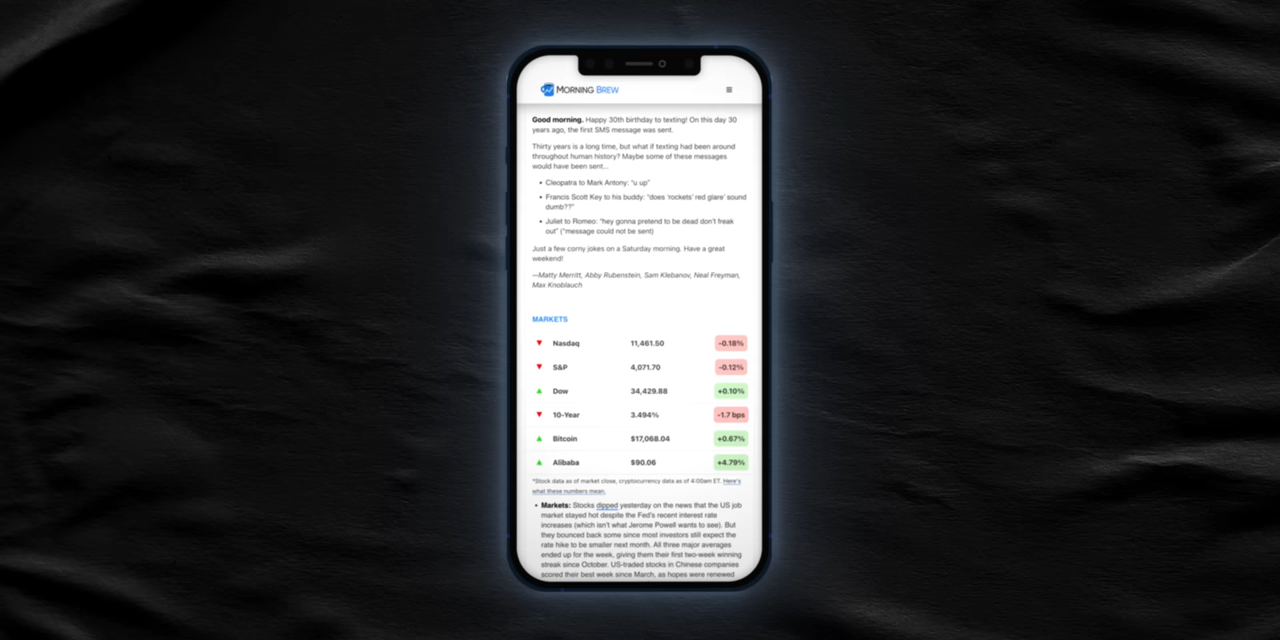 MORNING BREW
Good morning. Happy 30th birthday to texting! On this day 30
years ago, the first SMS message was sent.
Thirty years is a long time, but what if texting had been around
throughout human history? Maybe some of these messages
would have been sent...
• Cleopatra to Mark Antony: "u up"
• Francis Scott Key to his buddy: "does 'rockets' red glare' sound
dumb??"
• Juliet to Romeo: "hey gonna pretend to be dead don't freak
out" (*message could not be sent)
Just a few corny jokes on a Saturday morning. Have a great
weekend!
—Matty Merritt, Abby Rubenstein, Sam Klebanov, Neal Freyman,
Max Knoblauch
MARKETS
▼ Nasdaq 11,461.50 -0.18%
▼ S&P 4,071.70 -0.12%
▲ Dow 34,429.88 +0.10%
▼ 10-Year 3.494% -1.7 bps
▲ Bitcoin $17,068.04 +0.67%
▲ Alibaba $90.06 +4.79%
*Stock data as of market close, cryptocurrency data as of 4:00am ET. Here's
what these numbers mean.
• Markets: Stocks dipped yesterday on the news that the US job
market stayed hot despite the Fed's recent interest rate
increases (which isn't what Jerome Powell wants to see). But
they bounced back some since most investors still expect the
rate hike to be smaller next month. All three major averages
ended up for the week, giving them their first two-week winning
streak since October. US-traded stocks in Chinese companies
scored their best week since March, as hopes were renewed